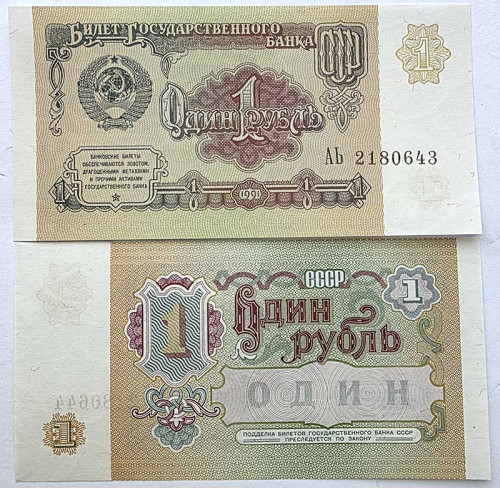 Билет Государственного
Банка СССР
1
1
Один рубль
БАНКОВСКИЕ БИЛЕТЫ
ОБЕСПЕЧИВАЮТСЯ ЗОЛОТОМ,
ДРАГОЦЕННЫМИ МЕТАЛЛАМИ
И ПРОЧИМИ АКТИВАМИ
ГОСУДАРСТВЕННОГО БАНКА
АЬ 2180643
1 1991 1
СССР
1 Один 1
рубль
ОДИН
1
ПОДДЕЛКА БИЛЕТОВ ГОСУДАРСТВЕННОГО БАНКА СССР
ПРЕСЛЕДУЕТСЯ ПО ЗАКОНУ